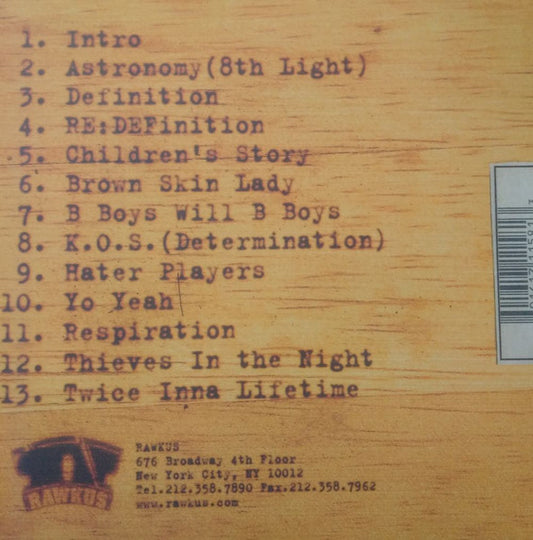 1. Intro
2. Astronomy(8th Light)
3. Definition
4. RE:DEFinition
5. Children's Story
6. Brown Skin Lady
7. B Boys Will B Boys
8. K.O.S.(Determination)
9. Hater Players
10. Yo Yeah
11. Respiration
12. Thieves In the Night
13. Twice Inna Lifetime
RAWKUS
RAWKUS
676 Broadway 4th Floor
New York City, NY 10012
Tel.212.358.7890 Fax.212.358.7962
www.rawkus.com